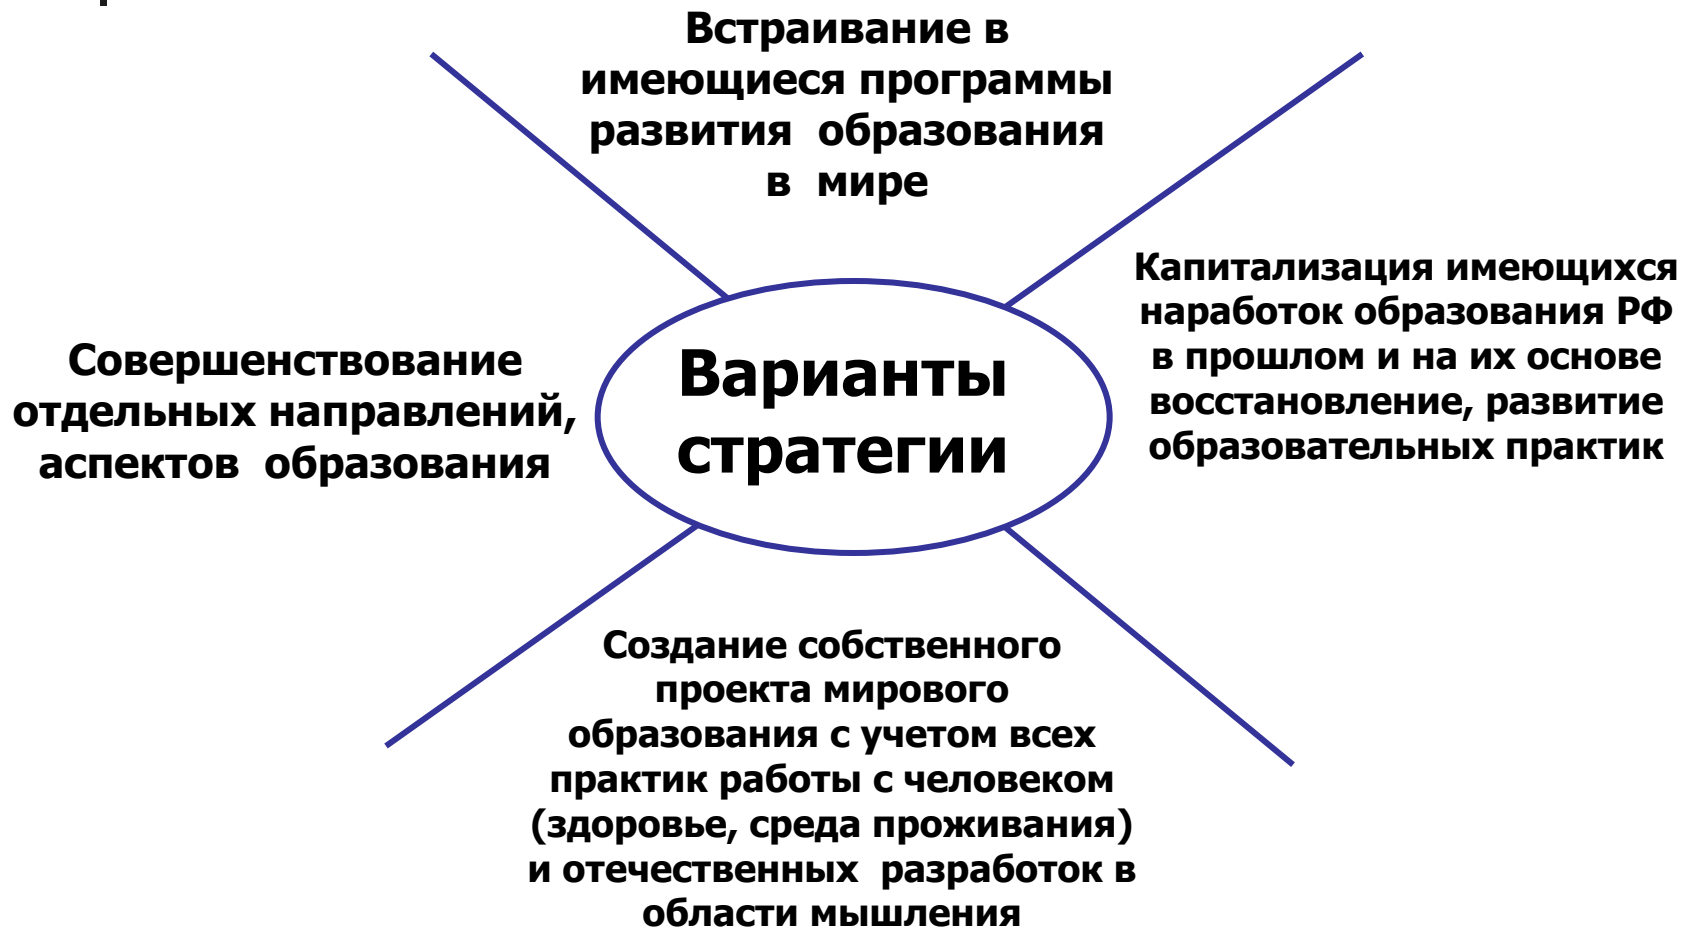 Встраивание в
имеющиеся программы
развития образования
в мире
Капитализация имеющихся
наработок образования РФ
в прошлом и на их основе
восстановление, развитие
образовательных практик
Совершенствование
отдельных направлений,
аспектов образования
Варианты
стратегии
Создание собственного
проекта мирового
образования с учетом всех
практик работы с человеком
(здоровье, среда проживания)
и отечественных разработок в
области мышления